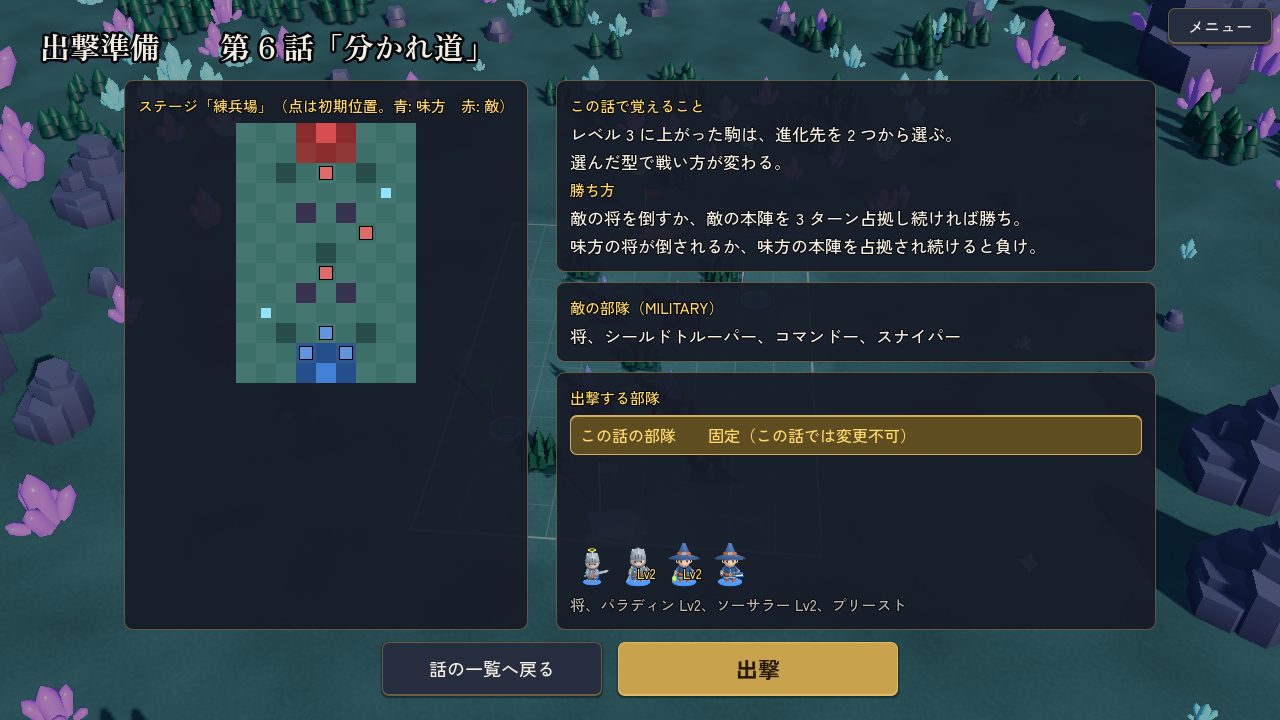 出撃準備　　第 6 話「分かれ道」
メニュー
ステージ「練兵場」（点は初期位置。青: 味方　赤: 敵）
この話で覚えること
レベル 3 に上がった駒は、進化先を 2 つから選ぶ。
選んだ型で戦い方が変わる。
勝ち方
敵の将を倒すか、敵の本陣を 3 ターン占拠し続ければ勝ち。
味方の将が倒されるか、味方の本陣を占拠され続けると負け。
敵の部隊（MILITARY）
将、シールドトルーパー、コマンドー、スナイパー
出撃する部隊
この話の部隊　　固定（この話では変更不可）
Lv2 Lv2
将、パラディン Lv2、ソーサラー Lv2、プリースト
話の一覧へ戻る
出撃